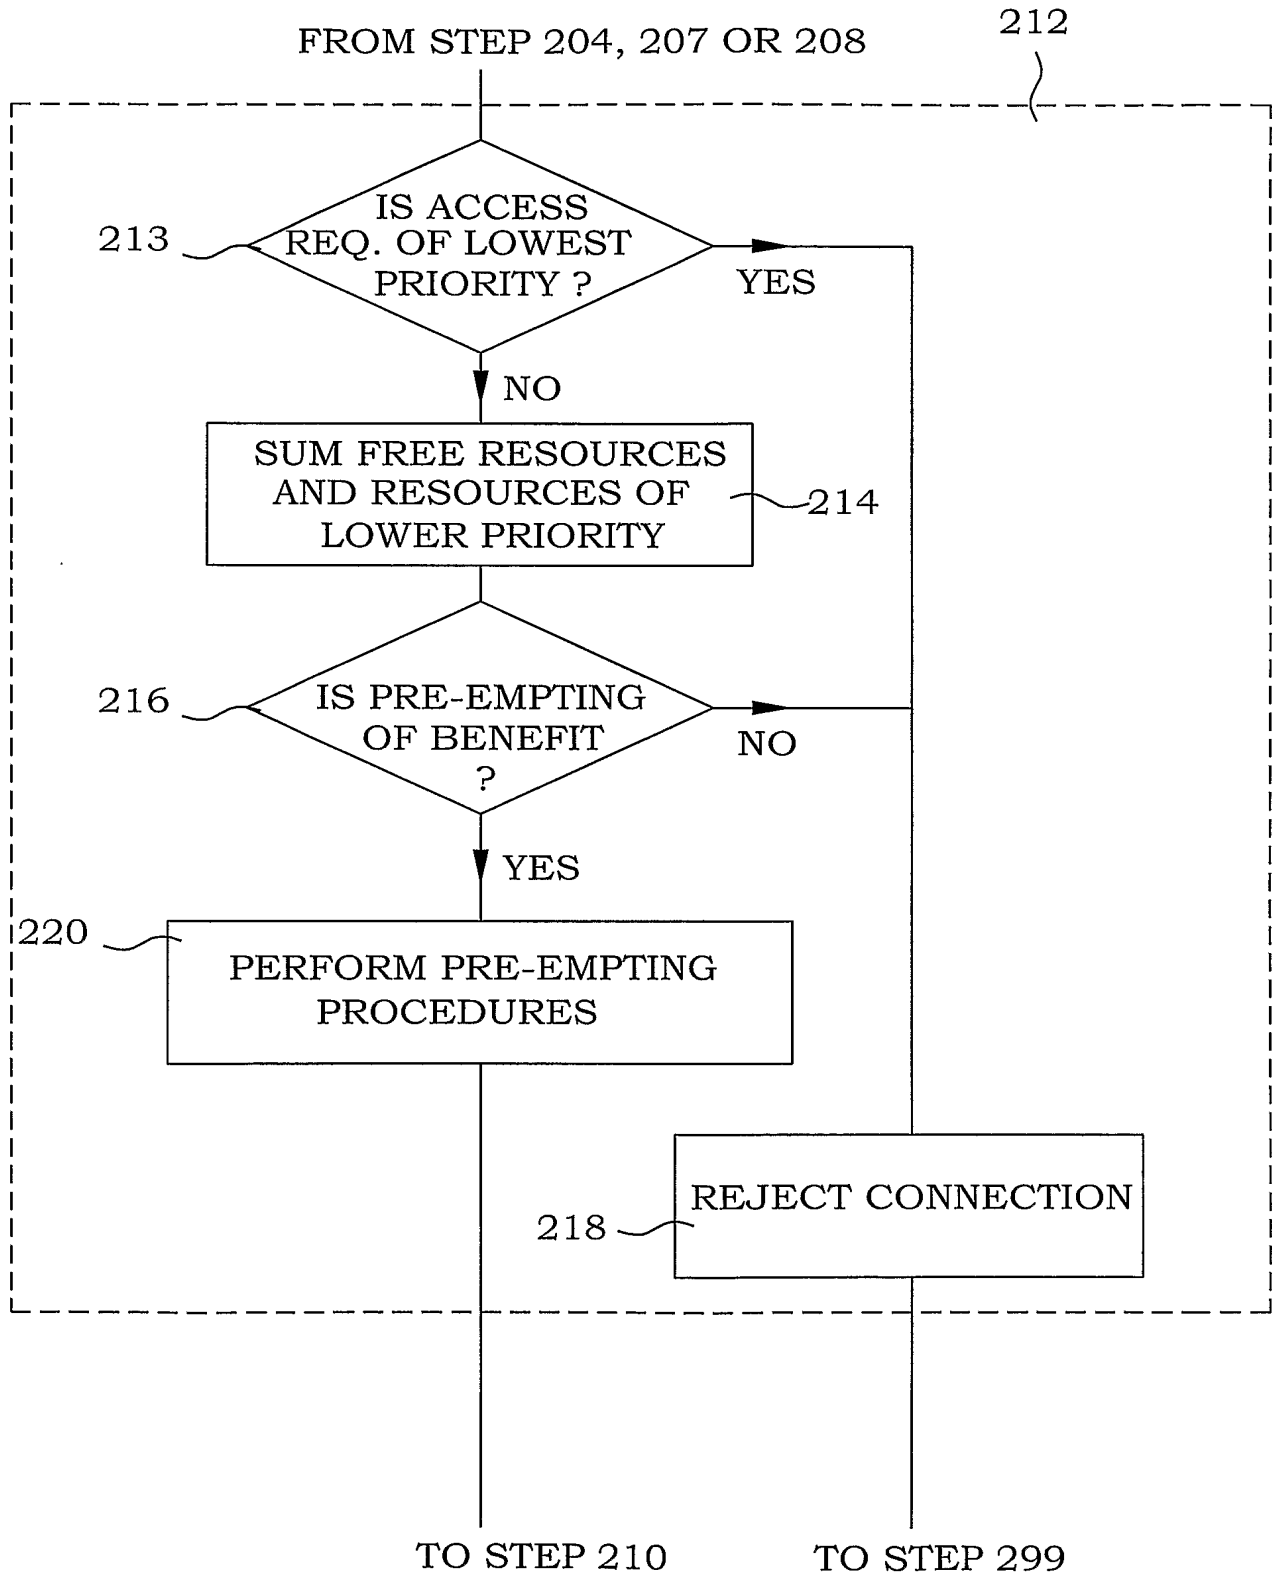 FROM STEP 204, 207 OR 208
212
IS ACCESS
REQ. OF LOWEST
PRIORITY ?
213
YES
NO
SUM FREE RESOURCES
AND RESOURCES OF
LOWER PRIORITY
214
216
IS PRE-EMPTING
OF BENEFIT
?
NO
YES
220
PERFORM PRE-EMPTING
PROCEDURES
REJECT CONNECTION
218
TO STEP 210
TO STEP 299